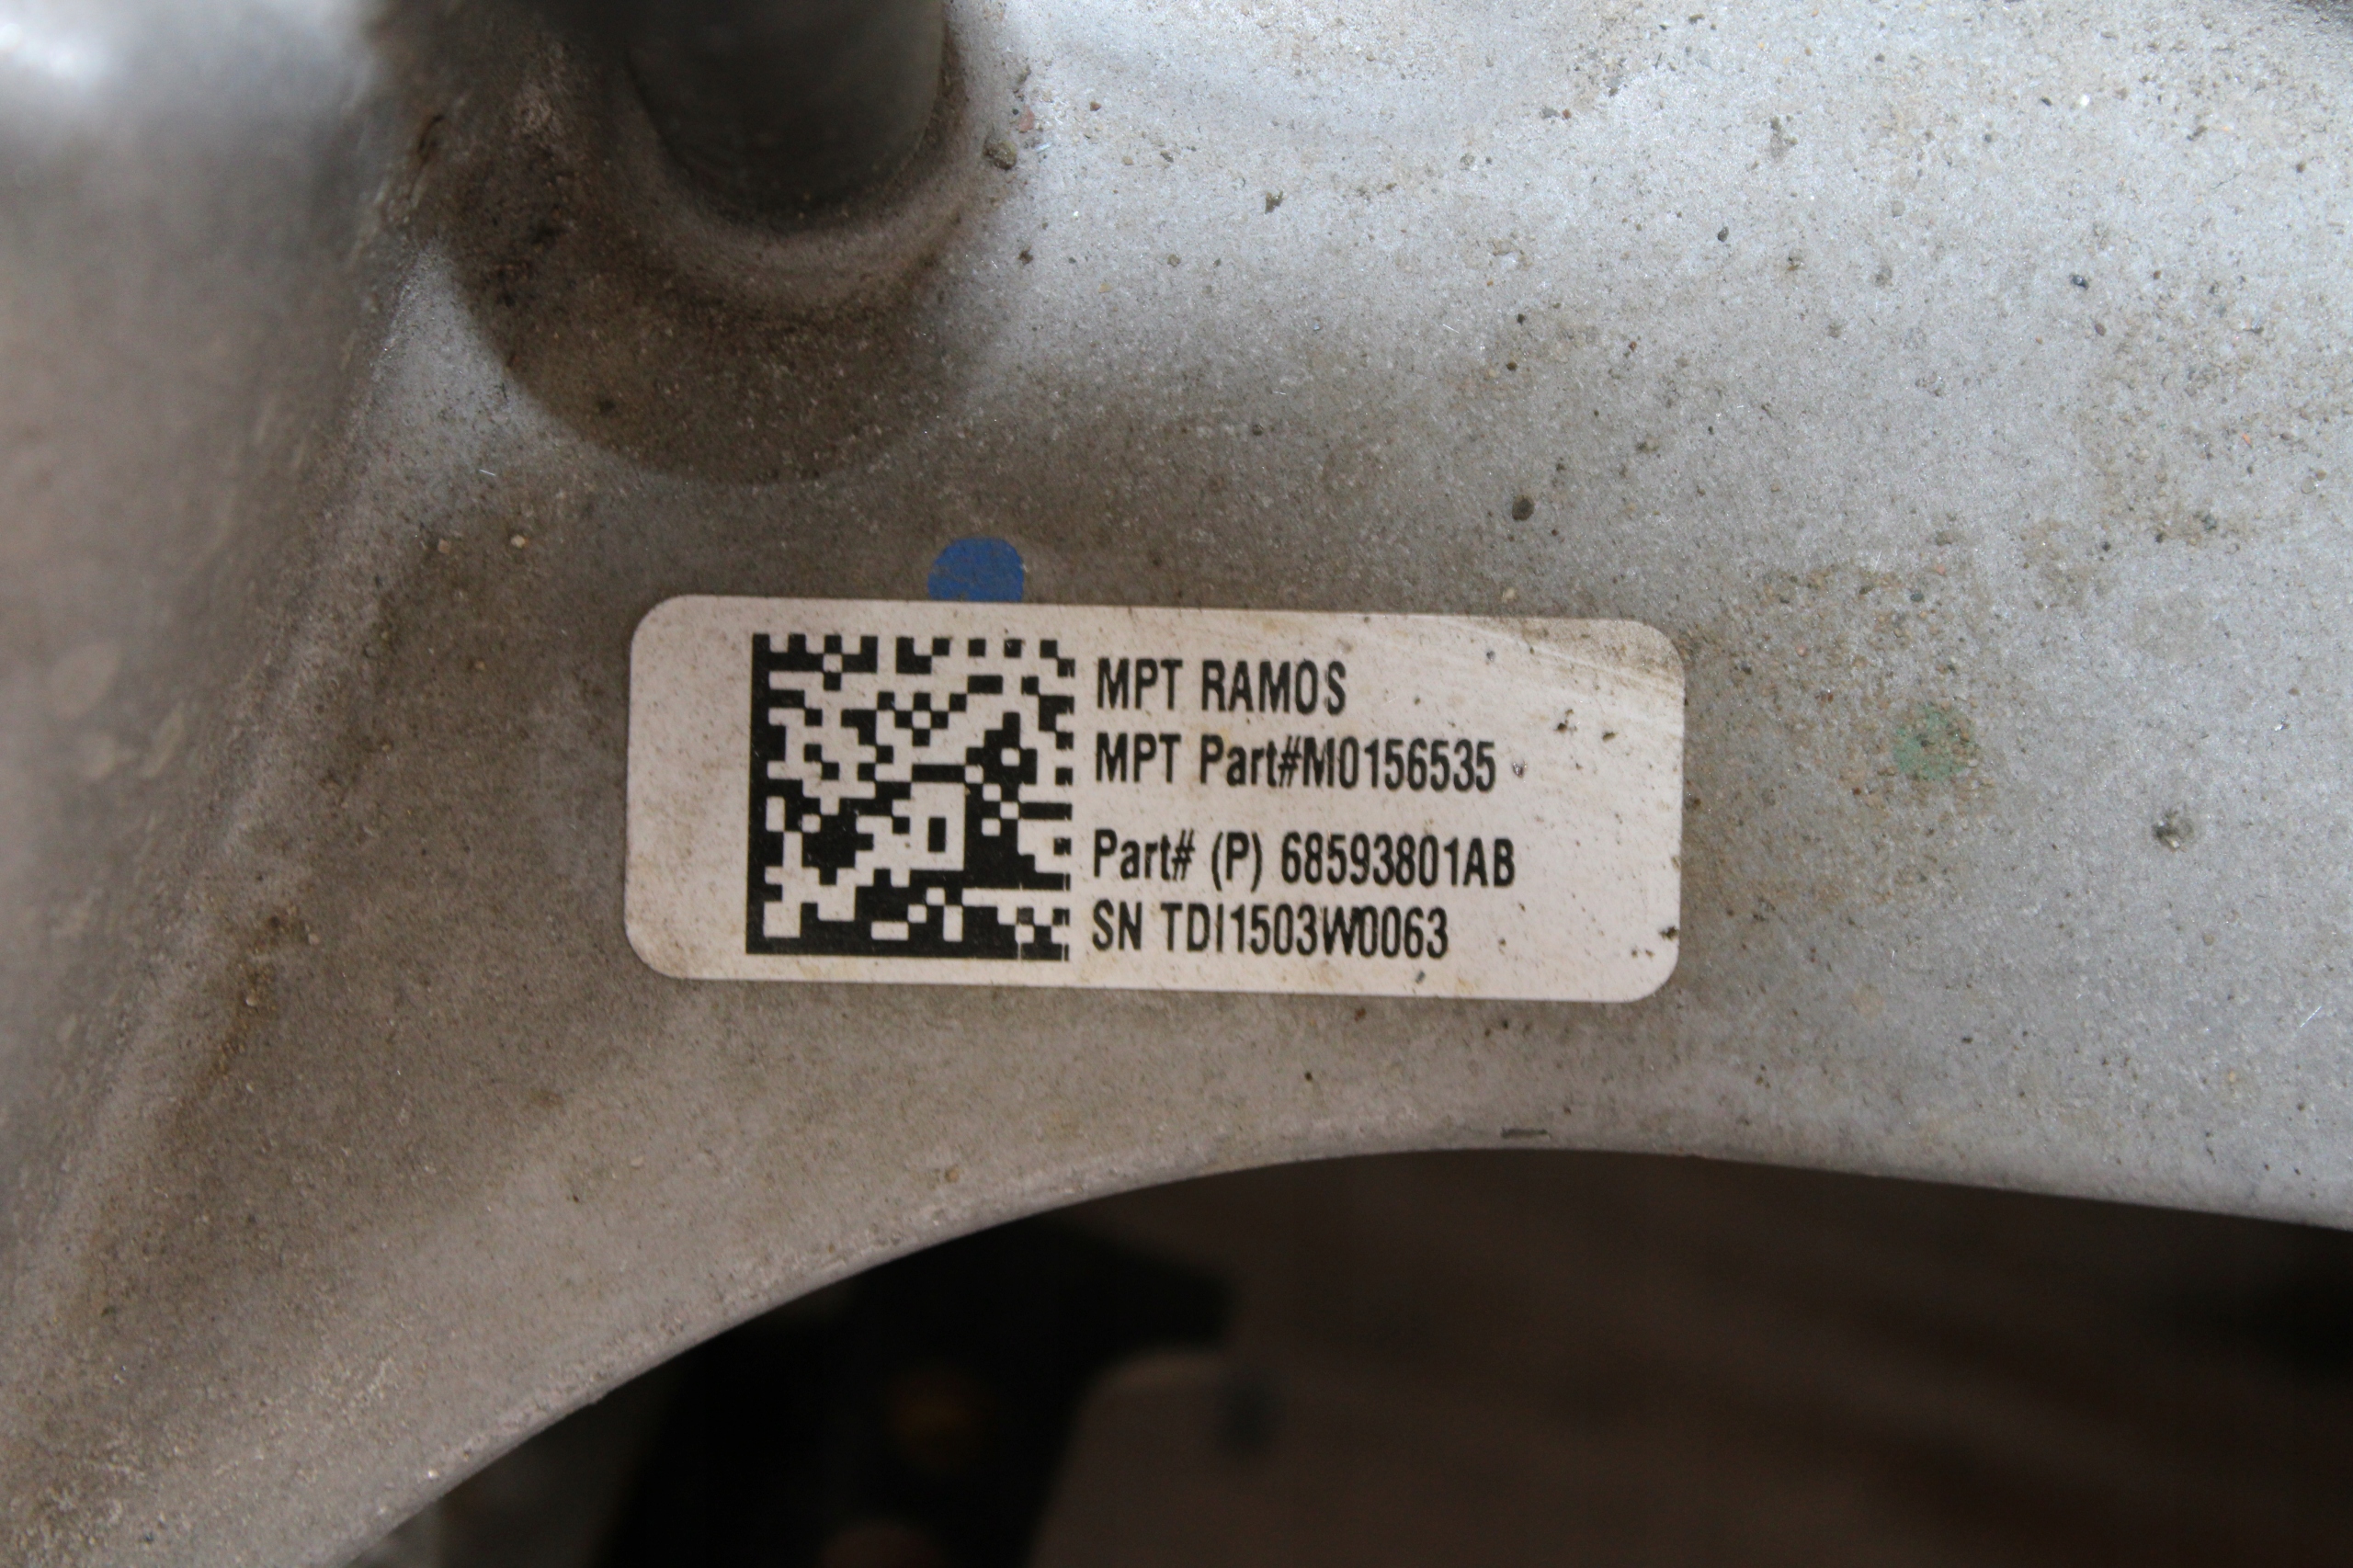 MPT RAMOS
MPT Part#M0156535
Part# (P) 68593801AB
SN TDI1503W0063